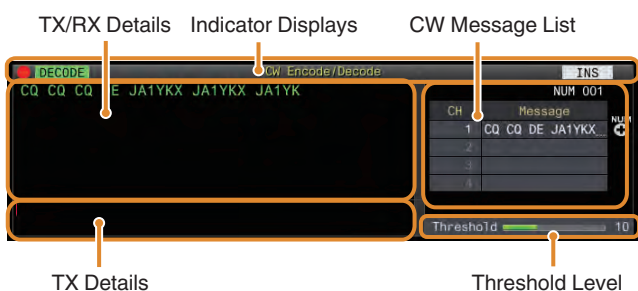 TX/RX Details Indicator Displays CW Message List
DECODE CW Encode/Decode INS
CQ CQ CQ DE JA1YKX JA1YKX JA1YK
NUM 001
CH Message
NUM
1 CQ CQ DE JA1YKX_
2
3
4
Threshold 10
TX Details Threshold Level